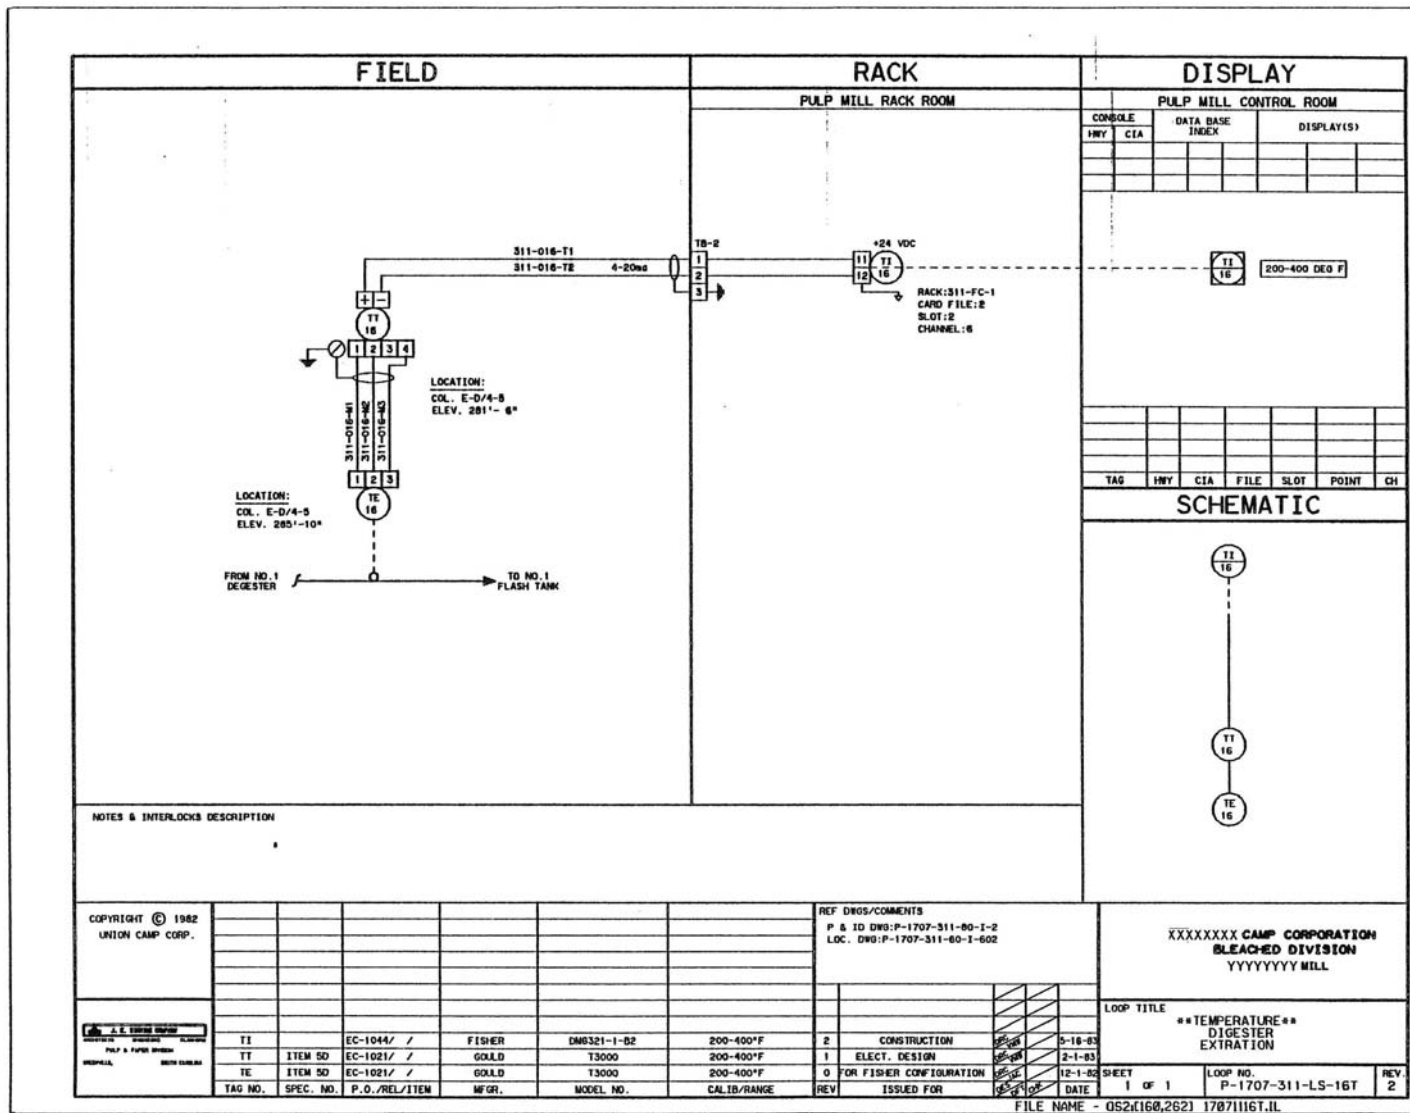 FIELD
RACK
DISPLAY
PULP MILL RACK ROOM
PULP MILL CONTROL ROOM
CONSOLE
DATA BASE INDEX
DISPLAY(S)
HWY CIA
311-016-T1
311-016-T2 4-20ma
TB-2
1
2
3
+24 VDC
11
12
TI
16
RACK:311-FC-1
CARD FILE:2
SLOT:2
CHANNEL:6
TI
16
200-400 DEG F
+ -
TT
16
1 2 3 4
LOCATION:
COL. E-D/4-5
ELEV. 281'- 6"
311-016-M1
311-016-M2
311-016-M3
1 2 3
TE
16
LOCATION:
COL. E-D/4-5
ELEV. 285'-10"
FROM NO.1
DEGESTER
TO NO.1
FLASH TANK
TAG HWY CIA FILE SLOT POINT CH
SCHEMATIC
TI
16
TT
16
TE
16
NOTES & INTERLOCKS DESCRIPTION
COPYRIGHT © 1982
UNION CAMP CORP.
PULP & PAPER DIVISION
TI EC-1044/ / FISHER DM6321-1-B2 200-400°F
TT ITEM 5D EC-1021/ / GOULD T3000 200-400°F
TE ITEM 5D EC-1021/ / GOULD T3000 200-400°F
TAG NO. SPEC. NO. P.O./REL/ITEM MFGR. MODEL NO. CALIB/RANGE
REF DWGS/COMMENTS
P & ID DWG:P-1707-311-80-I-2
LOC. DWG:P-1707-311-60-I-602
2 CONSTRUCTION 5-16-83
1 ELECT. DESIGN 2-1-83
0 FOR FISHER CONFIGURATION 12-1-82
REV ISSUED FOR DATE
XXXXXXXX CAMP CORPORATION
BLEACHED DIVISION
YYYYYYYY MILL
LOOP TITLE
**TEMPERATURE**
DIGESTER
EXTRATION
SHEET
1 OF 1
LOOP NO.
P-1707-311-LS-16T
REV.
2
FILE NAME - OS2:[160,262] 1707111GT.IL